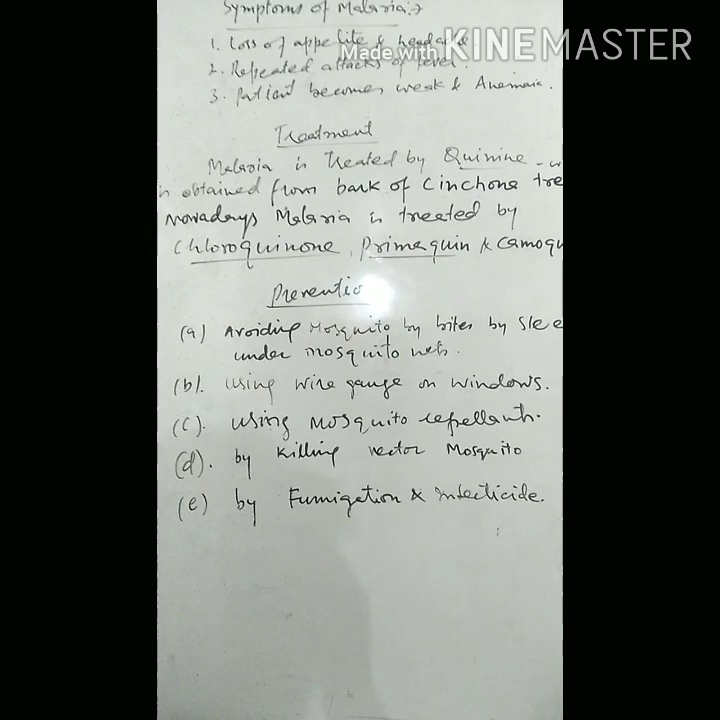 Symptoms of Malaria:→
Made with KINEMASTER
1. Loss of appetite & headache
2. Repeated attacks of fever.
3. Patient becomes weak & Anemaic.
Treatment
Malaria is treated by Quinine - w
is obtained from bark of Cinchona tre
Nowadays Malaria is treated by
Chloroquinone, Primaquin & Camoqu
Preventio
(a) Avoiding Mosquito by bites by Slee
under mosquito nets.
(b). Using wire gauge on windows.
(c). using Mosquito repellants.
(d). by Killing vector Mosquito
(e) by Fumigation & insecticide.